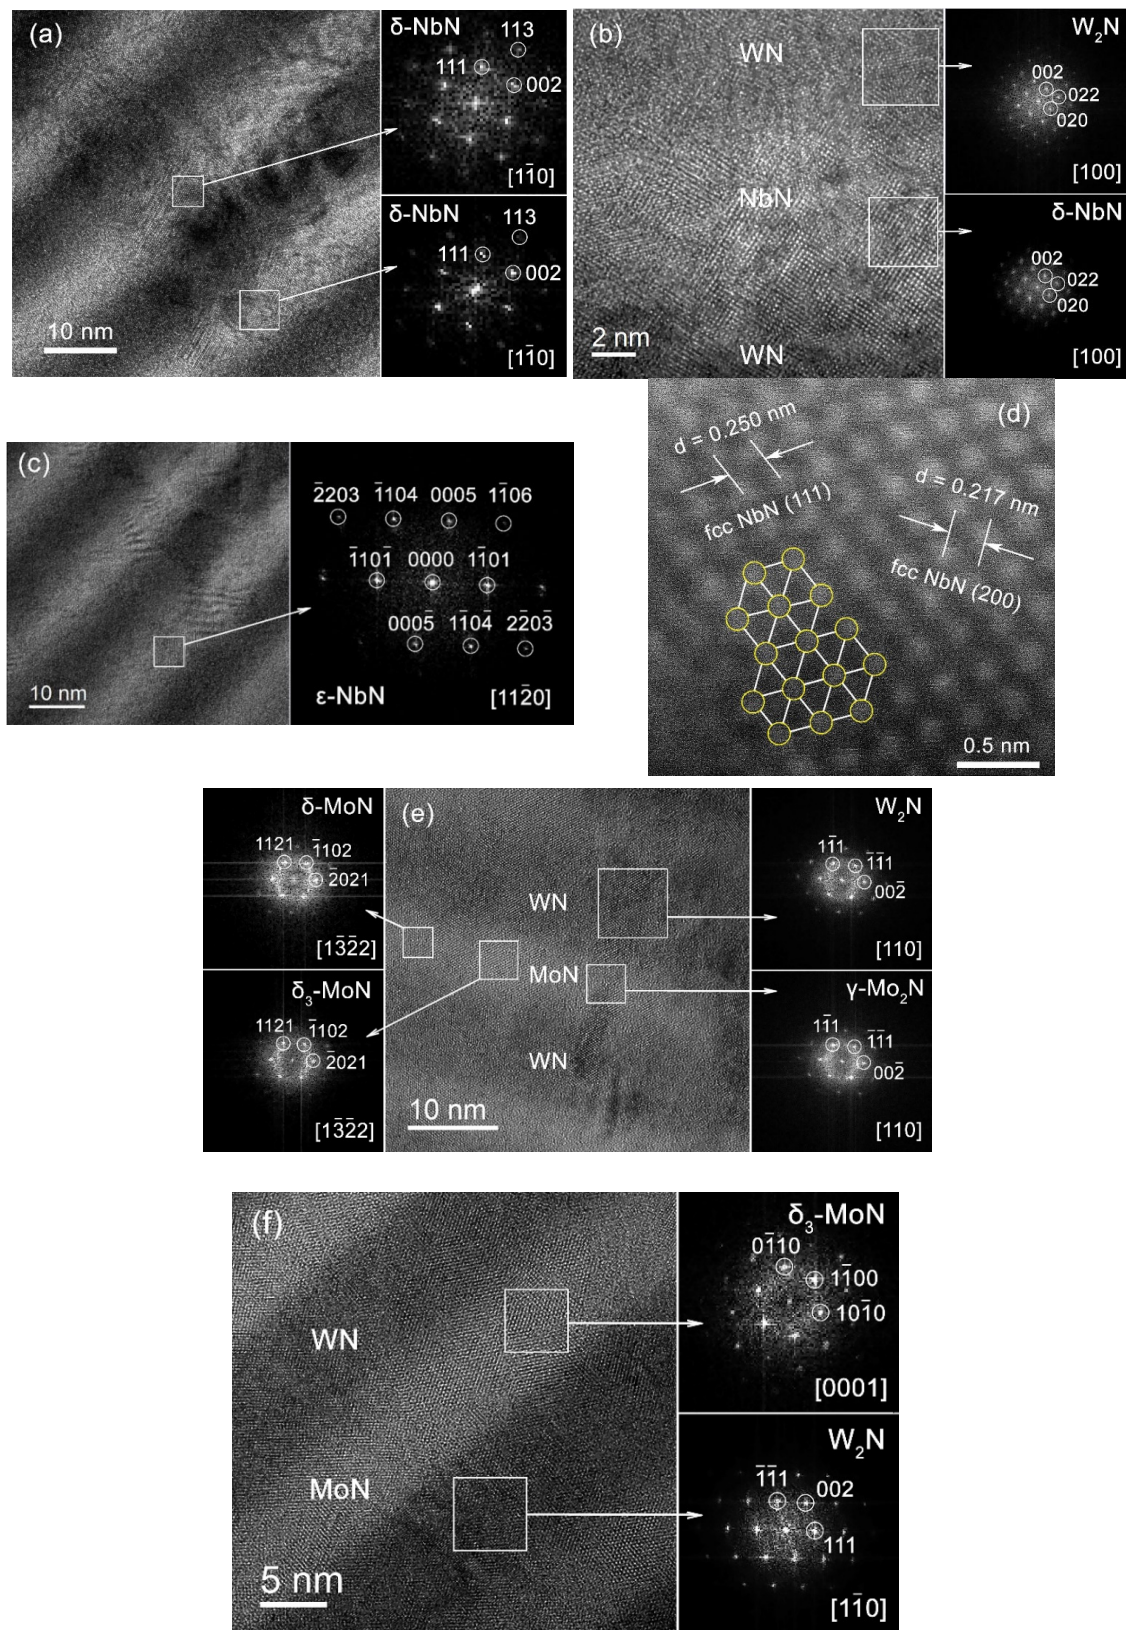 (a)
δ-NbN
113
111
002
[11̄0]
δ-NbN
113
111
002
[11̄0]
10 nm
(b)
WN
NbN
WN
2 nm
W₂N
002
022
020
[100]
δ-NbN
002
022
020
[100]
(c)
10 nm
2̄203 1̄104 0005 11̄06
1̄101̄ 0000 11̄01
0005̄ 11̄04̄ 22̄03̄
ε-NbN [112̄0]
(d)
d = 0.250 nm
fcc NbN (111)
d = 0.217 nm
fcc NbN (200)
0.5 nm
δ-MoN
1121 1̄102
2̄021
[13̄2̄2]
δ₃-MoN
1121 1̄102
2̄021
[13̄2̄2]
(e)
WN
MoN
WN
10 nm
W₂N
11̄1 1̄1̄1
002̄
[110]
γ-Mo₂N
11̄1 1̄1̄1
002̄
[110]
(f)
WN
MoN
5 nm
δ₃-MoN
01̄10
11̄00
101̄0
[0001]
W₂N
1̄1̄1 002
111
[11̄0]